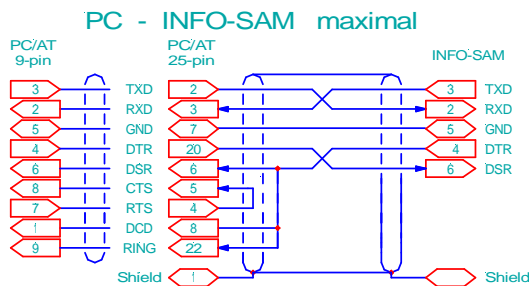 PC - INFO-SAM maximal
PC/AT 9-pin PC/AT 25-pin INFO-SAM
3 TXD 2 3 TXD
2 RXD 3 2 RXD
5 GND 7 5 GND
4 DTR 20 4 DTR
6 DSR 6 6 DSR
8 CTS 5
7 RTS 4
1 DCD 8
9 RING 22
Shield 1 Shield